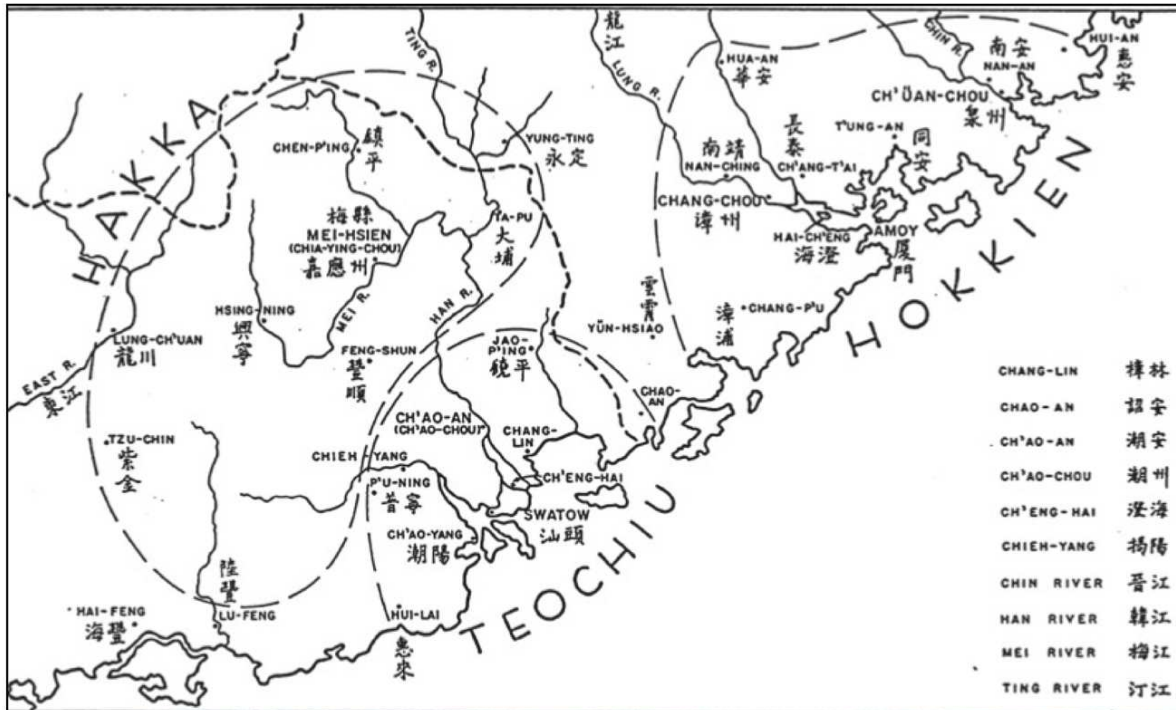 HAKKA
TING R.
龍江
LUNG R.
HUA-AN
華安
CHIN R.
南安
NAN-AN
HUI-AN
惠安
CH'ÜAN-CHOU
泉州
CHEN-P'ING
鎮平
YUNG-TING
永定
T'UNG-AN
同安
長泰
CH'ANG-T'AI
南靖
NAN-CHING
CHANG-CHOU
漳州
HAI-CH'ENG
海澄
AMOY
厦門
HOKKIEN
梅縣
MEI-HSIEN
(CHIA-YING-CHOU)
嘉應州
TA-PU
大埔
HAN R.
MEI R.
HSING-NING
興寧
LUNG-CH'UAN
龍川
EAST R.
東江
FENG-SHUN
豐順
JAO-
P'ING
饒平
雲霄
YÜN-HSIAO
漳浦
CHANG-P'U
CHAO-
AN
TZU-CHIN
紫金
CH'AO-AN
(CH'AO-CHOU)
CHANG-
LIN
CHIEH-YANG
P'U-NING
普寧
CH'ENG-HAI
SWATOW
汕頭
CH'AO-YANG
潮陽
TEOCHIU
陸豐
LU-FENG
HAI-FENG
海豐
HUI-LAI
惠來
CHANG-LIN 樟林
CHAO-AN 詔安
CH'AO-AN 潮安
CH'AO-CHOU 潮州
CH'ENG-HAI 澄海
CHIEH-YANG 揭陽
CHIN RIVER 晉江
HAN RIVER 韓江
MEI RIVER 梅江
TING RIVER 汀江